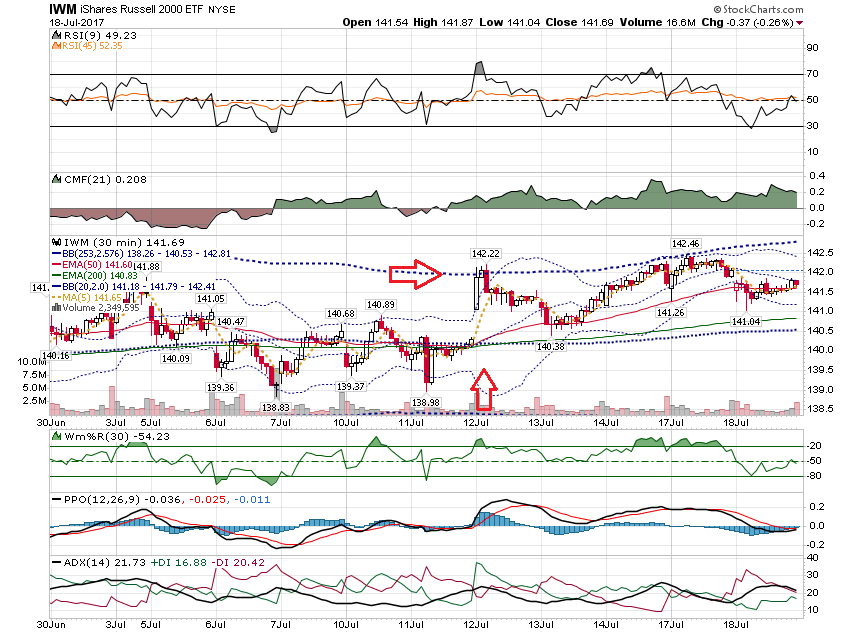 IWM iShares Russell 2000 ETF NYSE © StockCharts.com
18-Jul-2017 Open 141.54 High 141.87 Low 141.04 Close 141.69 Volume 16.6M Chg -0.37 (-0.26%)
RSI(9) 49.23
RSI(45) 52.35
90
70
50
30
10
CMF(21) 0.208
0.4
0.2
0.0
-0.2
IWM (30 min) 141.69
BB(253,2.576) 138.26 - 140.53 - 142.81
EMA(50) 141.60
EMA(200) 140.83
BB(20,2.0) 141.18 - 141.79 - 142.41
MA(5) 141.65
Volume 2,349,595
141.88
141.
141.05
140.47
140.16
140.09
139.36
138.83
140.68
139.37
140.89
138.98
142.22
140.38
142.46
141.26
141.04
142.5
142.0
141.5
141.0
140.5
140.0
139.5
139.0
138.5
10.0M
7.5M
5.0M
2.5M
30Jun 3Jul 5Jul 6Jul 7Jul 10Jul 11Jul 12Jul 13Jul 14Jul 17Jul 18Jul
Wm%R(30) -54.23
-20
-50
-80
PPO(12,26,9) -0.036, -0.025, -0.011
0.2
0.0
-0.2
ADX(14) 21.73 +DI 16.88 -DI 20.42
40
30
20
10
30Jun 3Jul 5Jul 6Jul 7Jul 10Jul 11Jul 12Jul 13Jul 14Jul 17Jul 18Jul